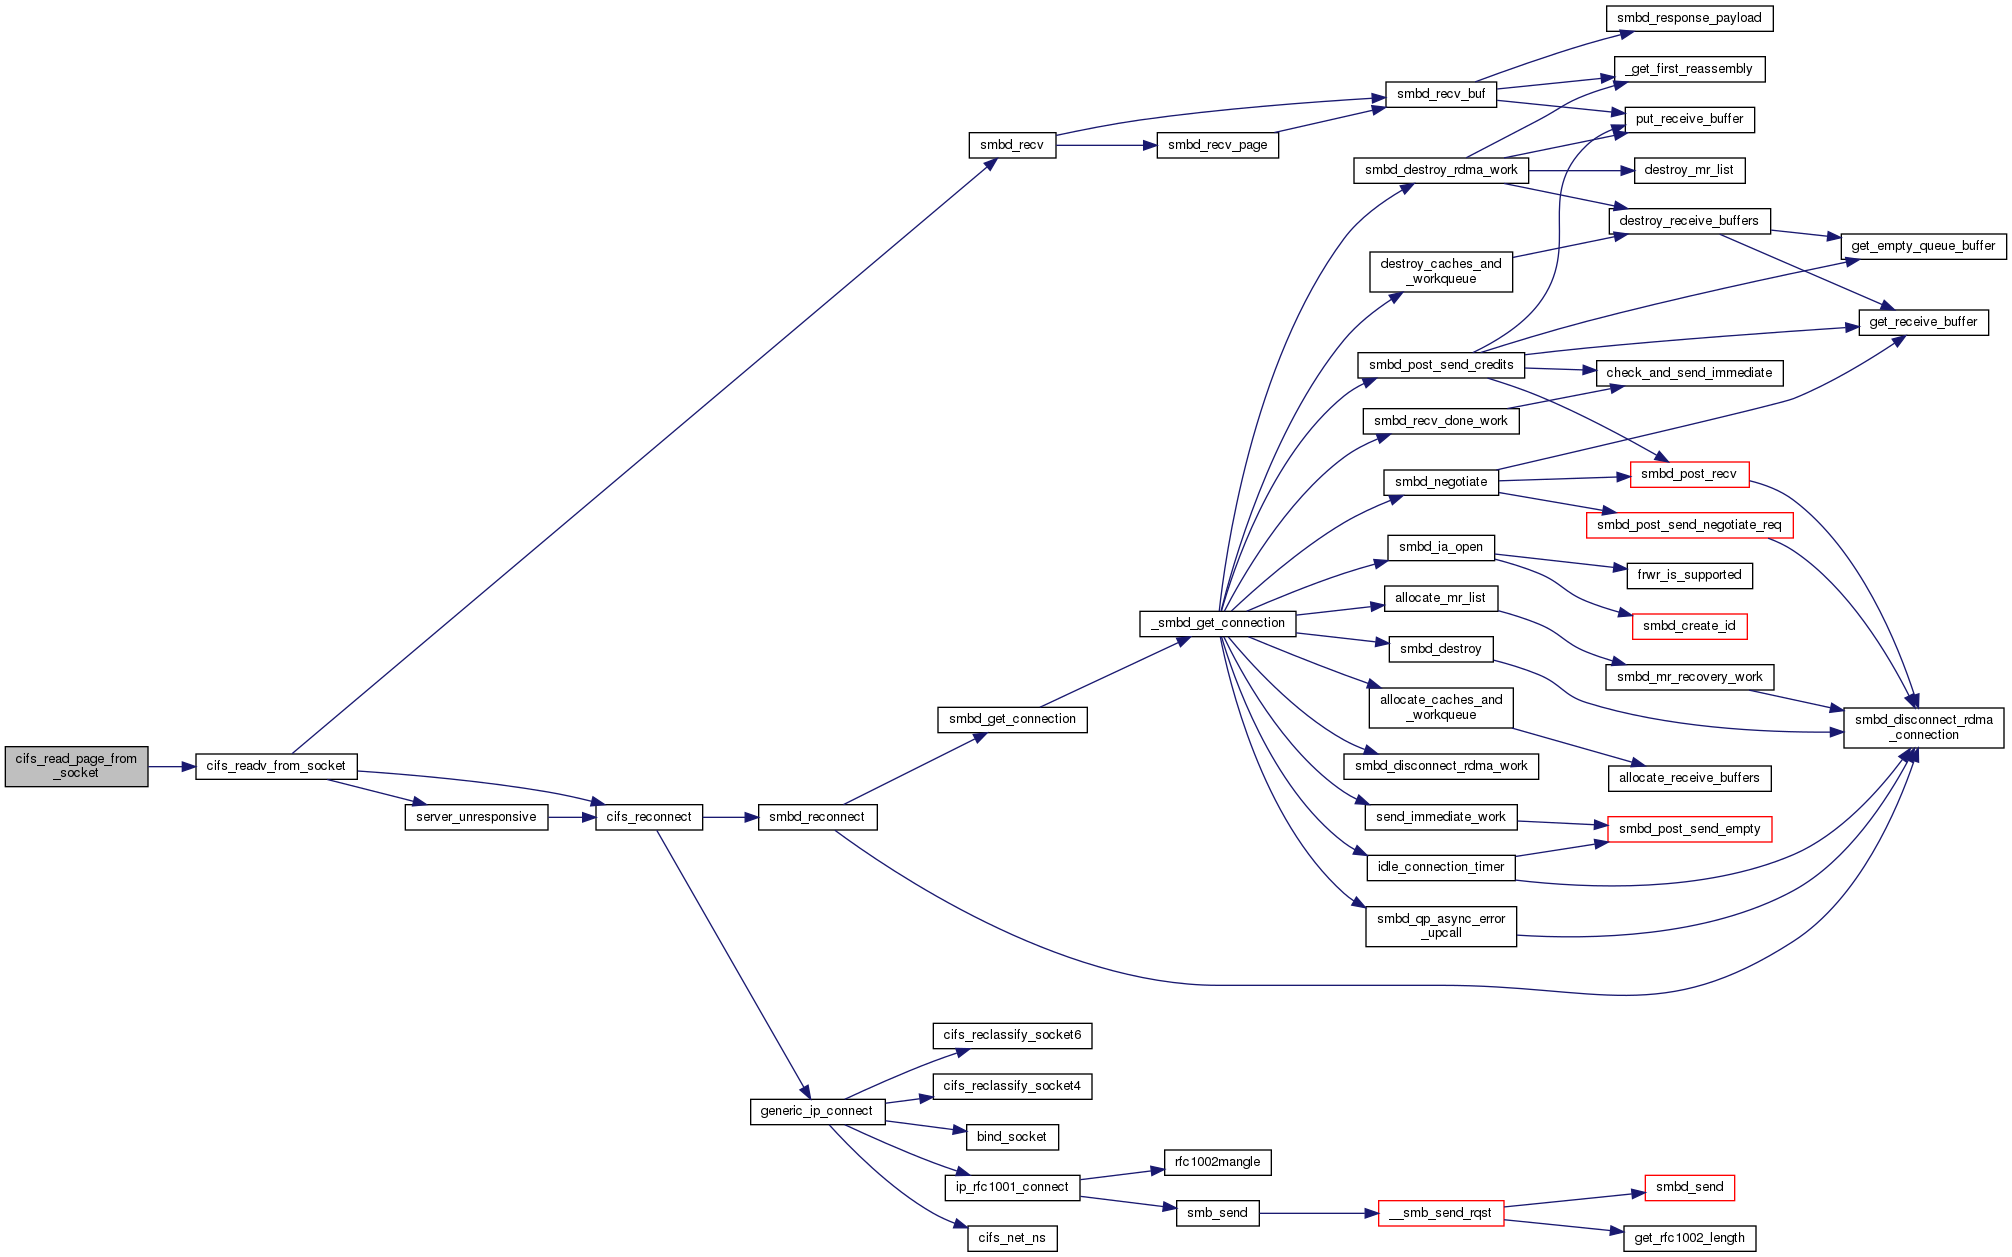 smbd_response_payload
_get_first_reassembly
smbd_recv_buf
put_receive_buffer
smbd_recv
smbd_recv_page
smbd_destroy_rdma_work
destroy_mr_list
destroy_receive_buffers
get_empty_queue_buffer
destroy_caches_and
_workqueue
get_receive_buffer
smbd_post_send_credits
check_and_send_immediate
smbd_recv_done_work
smbd_post_recv
smbd_negotiate
smbd_post_send_negotiate_req
smbd_ia_open
frwr_is_supported
allocate_mr_list
_smbd_get_connection
smbd_create_id
smbd_destroy
smbd_mr_recovery_work
allocate_caches_and
_workqueue
smbd_get_connection
smbd_disconnect_rdma
_connection
cifs_read_page_from
_socket
cifs_readv_from_socket
smbd_disconnect_rdma_work
allocate_receive_buffers
server_unresponsive
cifs_reconnect
smbd_reconnect
send_immediate_work
smbd_post_send_empty
idle_connection_timer
smbd_qp_async_error
_upcall
cifs_reclassify_socket6
cifs_reclassify_socket4
generic_ip_connect
bind_socket
rfc1002mangle
ip_rfc1001_connect
smbd_send
smb_send
__smb_send_rqst
cifs_net_ns
get_rfc1002_length